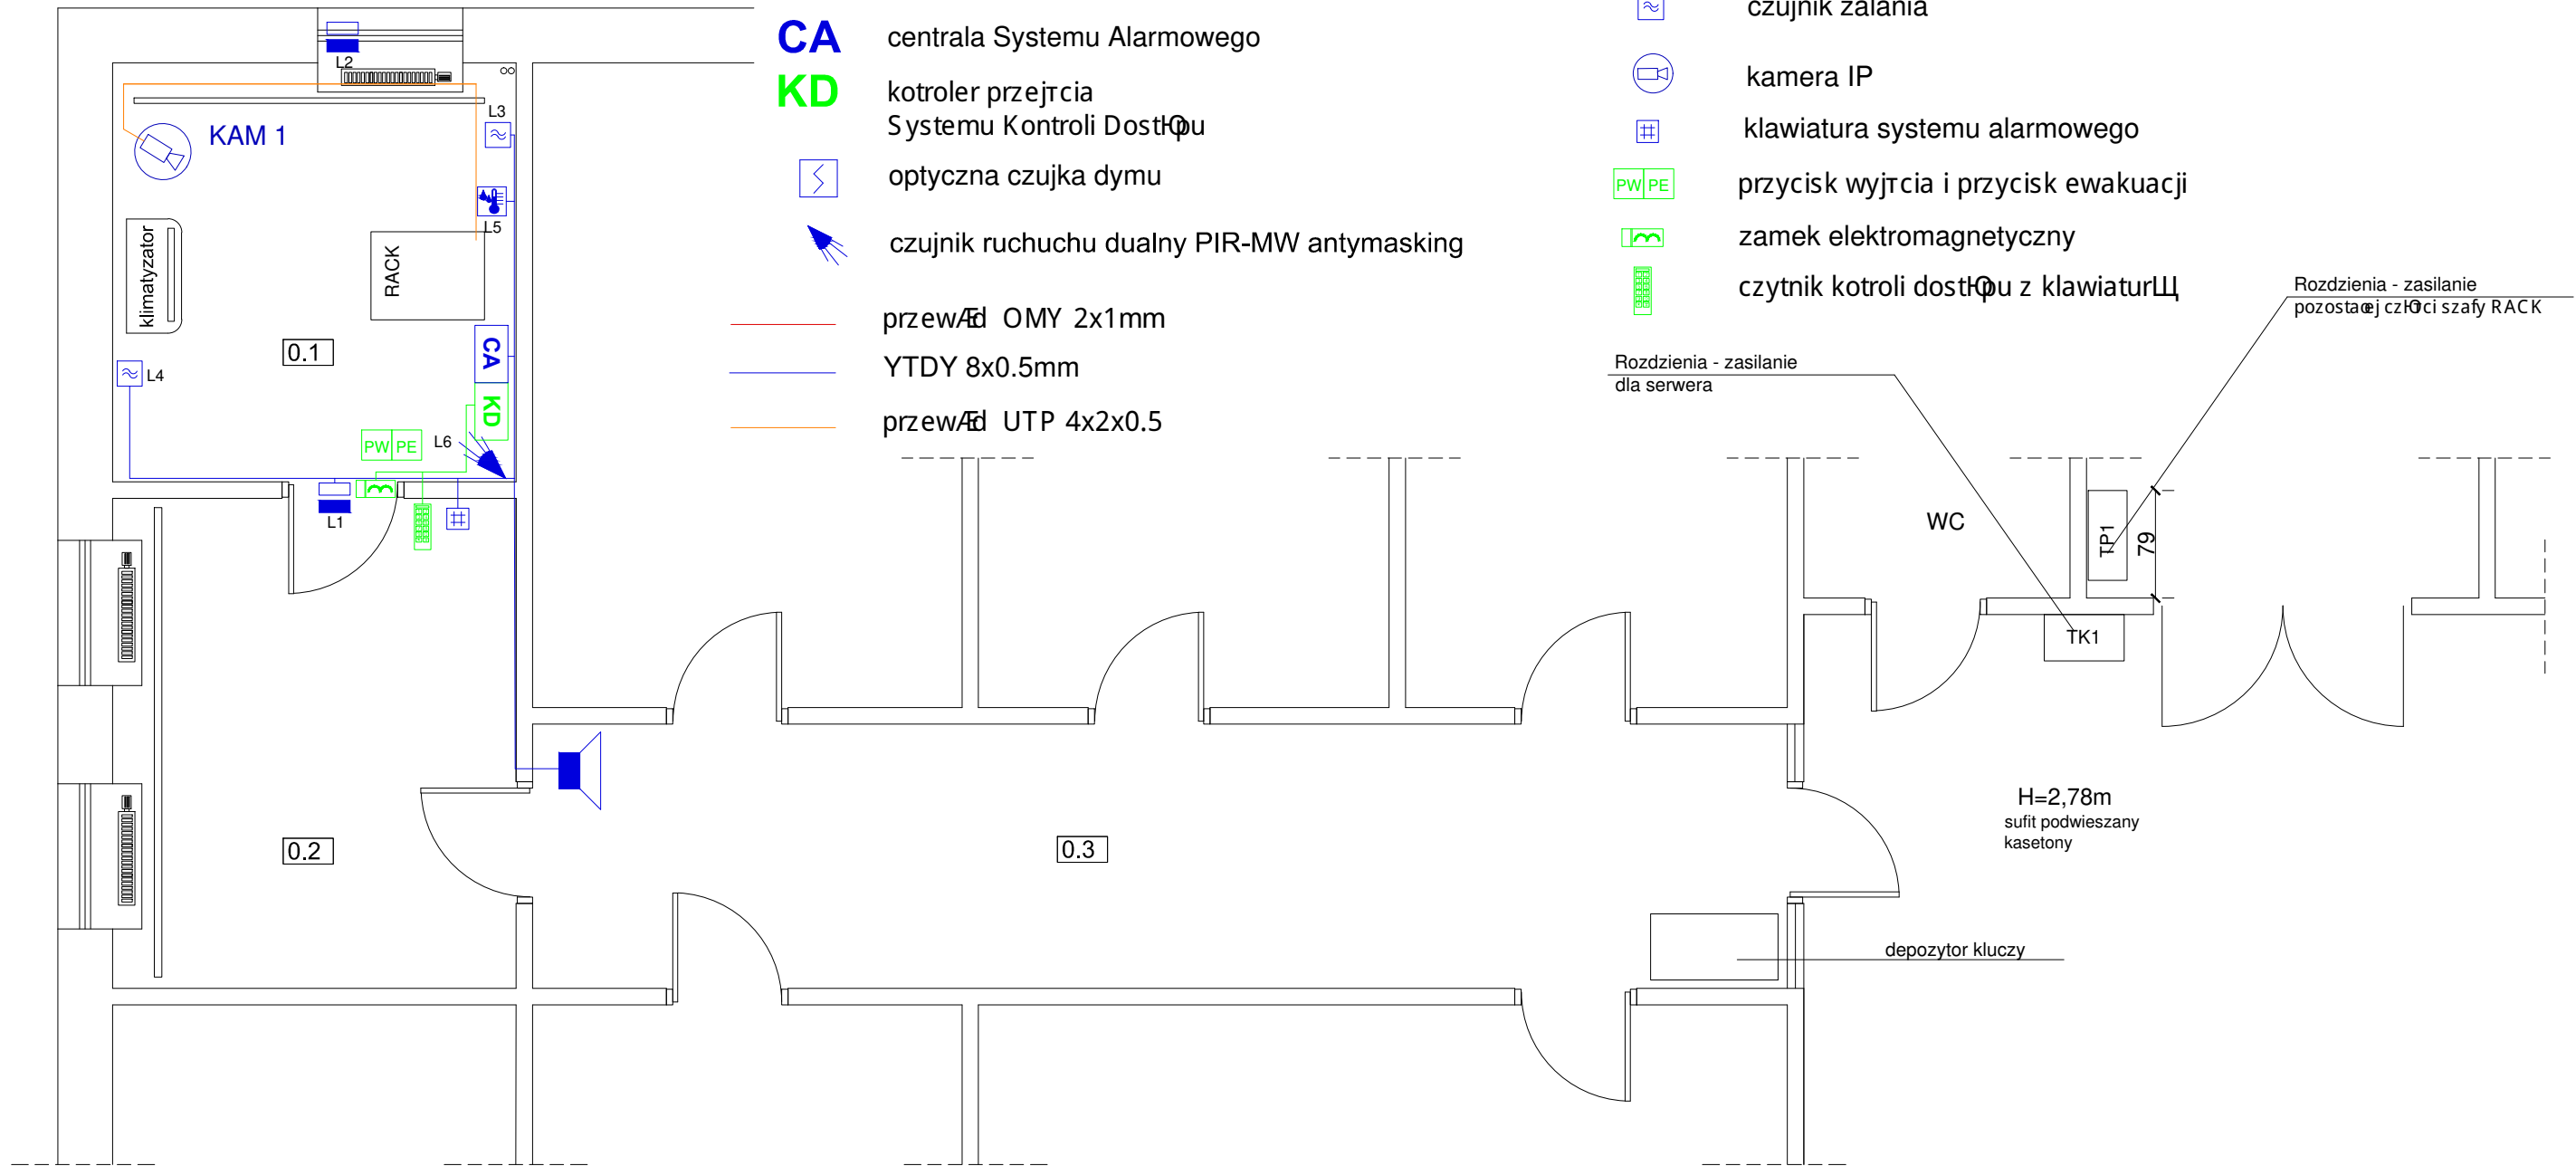 CA
centrala Systemu Alarmowego
KD
kotroler przejтcia
Systemu Kontroli DostЮpu
optyczna czujka dymu
czujnik ruchuchu dualny PIR-MW antymasking
przewÆd OMY 2x1mm
YTDY 8x0.5mm
przewÆd UTP 4x2x0.5
czujnik zalania
kamera IP
klawiatura systemu alarmowego
PW PE
przycisk wyjтcia i przycisk ewakuacji
zamek elektromagnetyczny
czytnik kotroli dostЮpu z klawiaturЩ
Rozdzienia - zasilanie
szafy RACK
Rozdzienia - zasilanie
dla serwera
L2
KAM 1
L3
L5
klimatyzator
RACK
0.1
CA
L4
KD
PW PE
L6
L1
WC
TP1
79
TK1
H=2,78m
sufit podwieszany
kasetony
0.2
0.3
depozytor kluczy